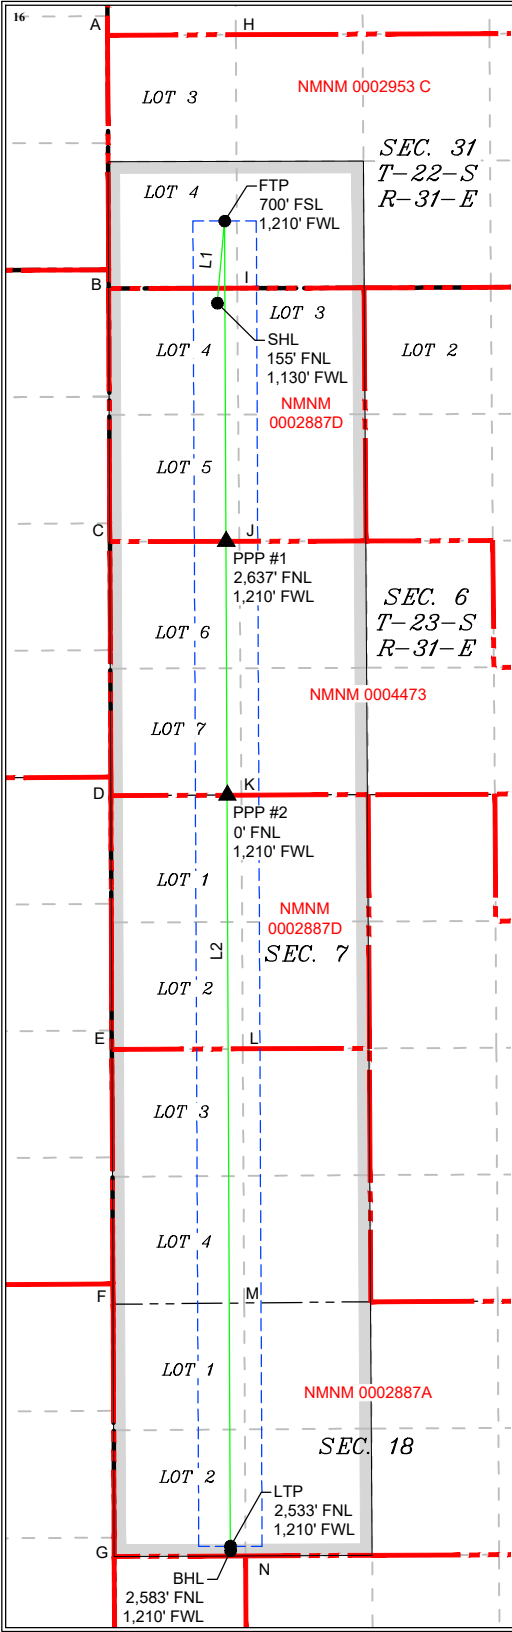 16
A
H
NMNM 0002953 C
LOT 3
SEC. 31
T-22-S
R-31-E
LOT 4
FTP
700' FSL
1,210' FWL
L1
B
I
LOT 3
SHL
155' FNL
1,130' FWL
LOT 4
LOT 2
NMNM
0002887D
LOT 5
C
J
PPP #1
2,637' FNL
1,210' FWL
SEC. 6
T-23-S
R-31-E
LOT 6
NMNM 0004473
LOT 7
D
K
PPP #2
0' FNL
1,210' FWL
LOT 1
NMNM
0002887D
L2
SEC. 7
LOT 2
E
L
LOT 3
LOT 4
F
M
LOT 1
NMNM 0002887A
SEC. 18
LOT 2
LTP
2,533' FNL
1,210' FWL
G
N
BHL
2,583' FNL
1,210' FWL